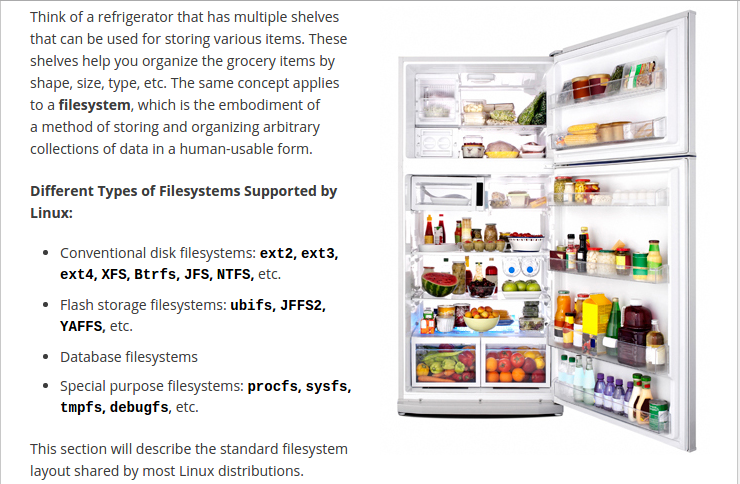 Think of a refrigerator that has multiple shelves
that can be used for storing various items. These
shelves help you organize the grocery items by
shape, size, type, etc. The same concept applies
to a filesystem, which is the embodiment of
a method of storing and organizing arbitrary
collections of data in a human-usable form.
Different Types of Filesystems Supported by
Linux:
• Conventional disk filesystems: ext2, ext3,
ext4, XFS, Btrfs, JFS, NTFS, etc.
• Flash storage filesystems: ubifs, JFFS2,
YAFFS, etc.
• Database filesystems
• Special purpose filesystems: procfs, sysfs,
tmpfs, debugfs, etc.
This section will describe the standard filesystem
layout shared by most Linux distributions.